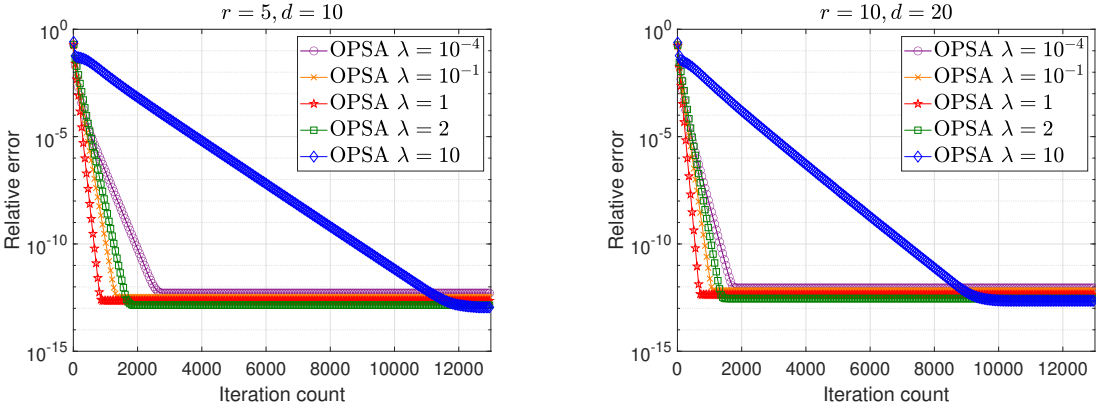 r = 5, d = 10
10^0
10^-5
10^-10
10^-15
Relative error
OPSA λ = 10^-4
OPSA λ = 10^-1
OPSA λ = 1
OPSA λ = 2
OPSA λ = 10
0 2000 4000 6000 8000 10000 12000
Iteration count
r = 10, d = 20
10^0
10^-5
10^-10
10^-15
Relative error
OPSA λ = 10^-4
OPSA λ = 10^-1
OPSA λ = 1
OPSA λ = 2
OPSA λ = 10
0 2000 4000 6000 8000 10000 12000
Iteration count